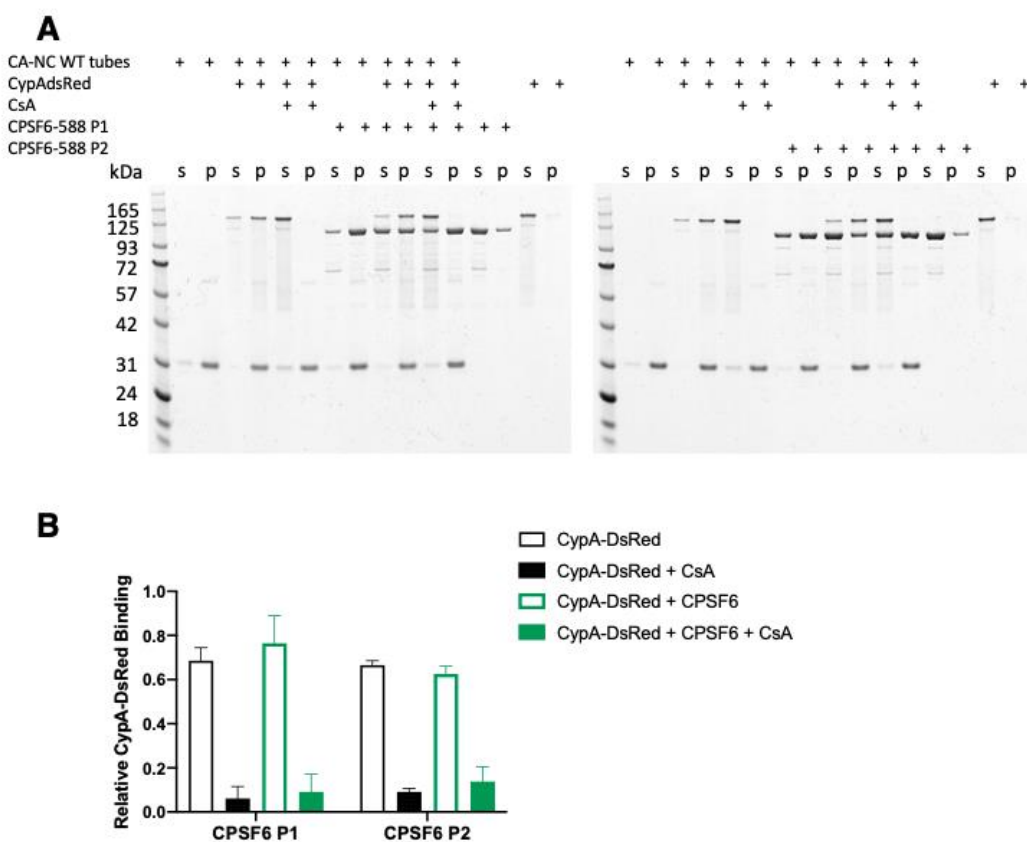 A
CA-NC WT tubes + + + + + + + + + + + + + + + + + + + + + + + +
CypAdsRed + + + + + + + + + + + + + + + + + + + +
CsA + + + + + + + +
CPSF6-588 P1 + + + + + + + +
CPSF6-588 P2 + + + + + + + +
kDa s p s p s p s p s p s p s p s p s p s p s p s p s p s p s p s p
165
125
93
72
57
42
31
24
18
B
CypA-DsRed
CypA-DsRed + CsA
CypA-DsRed + CPSF6
CypA-DsRed + CPSF6 + CsA
Relative CypA-DsRed Binding
1.0
0.8
0.6
0.4
0.2
0.0
CPSF6 P1 CPSF6 P2